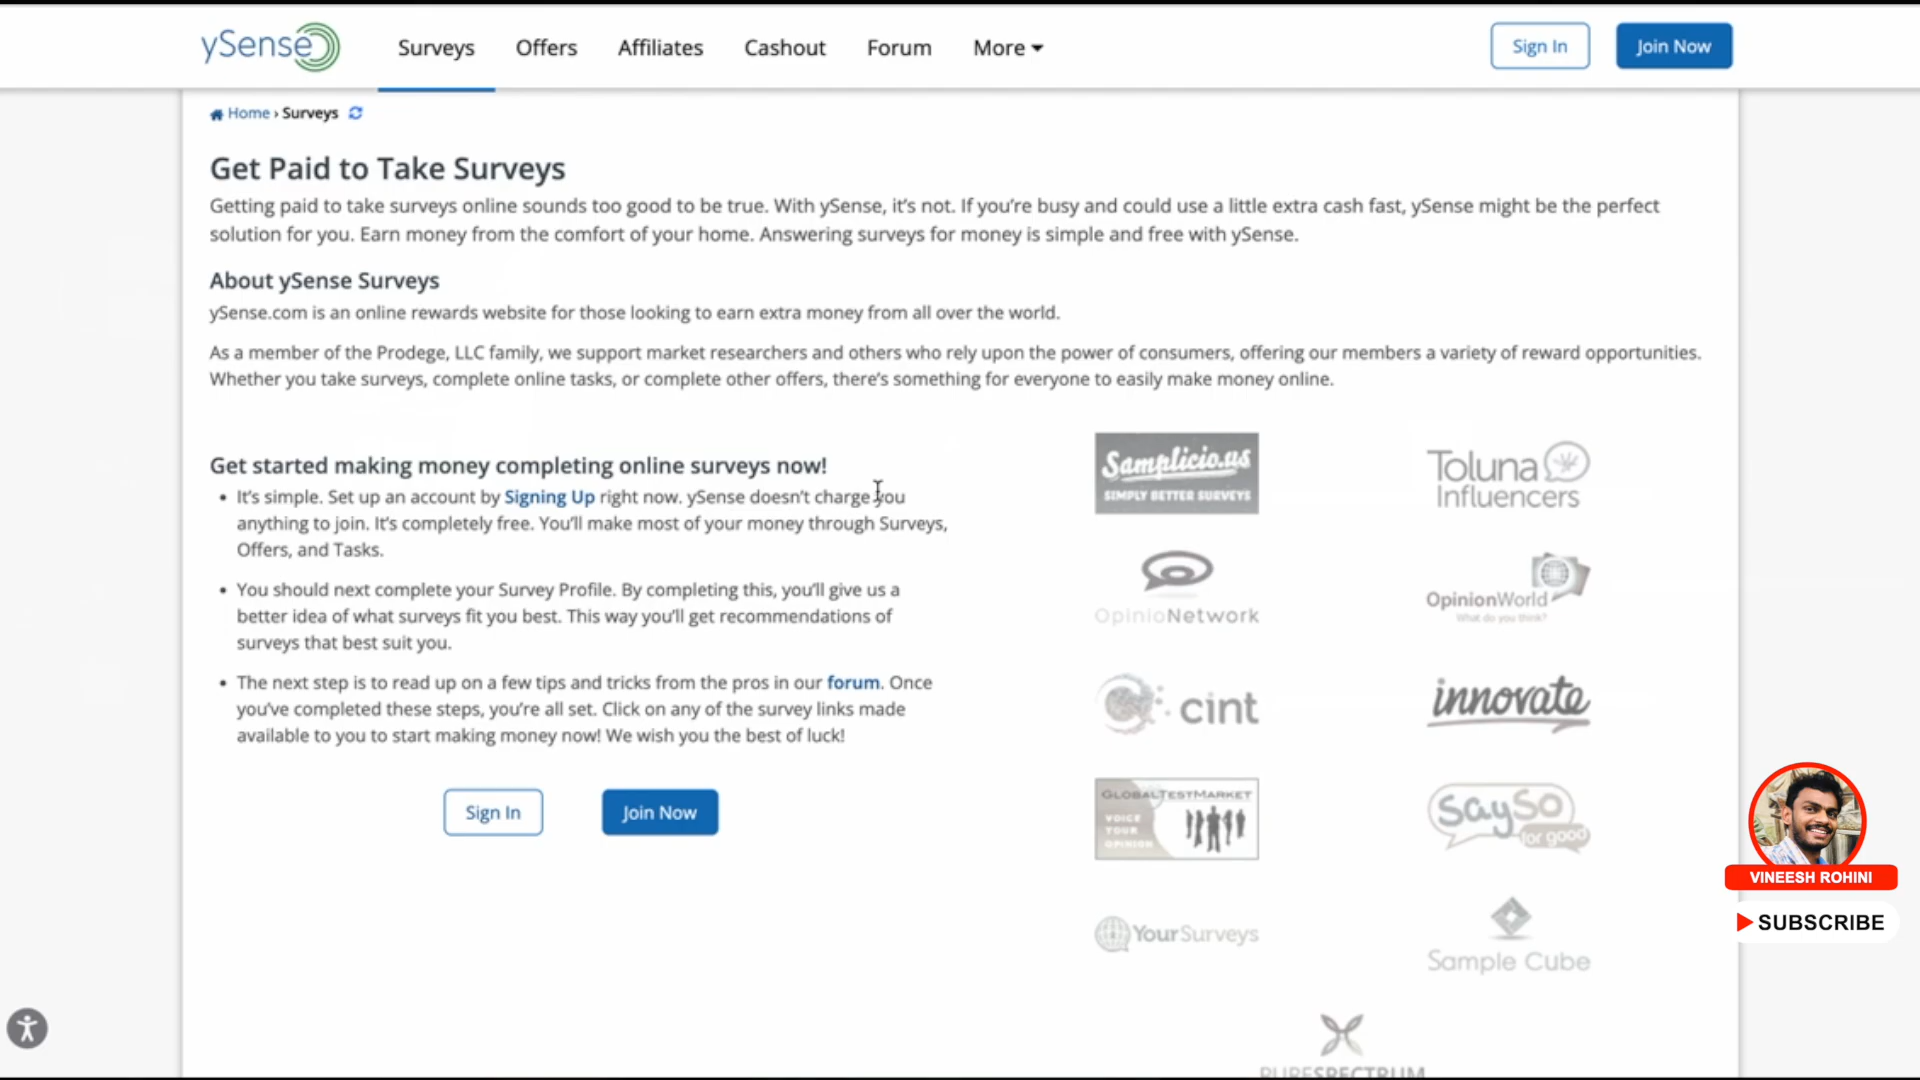 ySense
Surveys
Offers
Affiliates
Cashout
Forum
More
Sign In
Join Now
Home › Surveys
Get Paid to Take Surveys
Getting paid to take surveys online sounds too good to be true. With ySense, it's not. If you're busy and could use a little extra cash fast, ySense might be the perfect
solution for you. Earn money from the comfort of your home. Answering surveys for money is simple and free with ySense.
About ySense Surveys
ySense.com is an online rewards website for those looking to earn extra money from all over the world.
As a member of the Prodege, LLC family, we support market researchers and others who rely upon the power of consumers, offering our members a variety of reward opportunities.
Whether you take surveys, complete online tasks, or complete other offers, there's something for everyone to easily make money online.
Get started making money completing online surveys now!
• It's simple. Set up an account by Signing Up right now. ySense doesn't charge you
anything to join. It's completely free. You'll make most of your money through Surveys,
Offers, and Tasks.
• You should next complete your Survey Profile. By completing this, you'll give us a
better idea of what surveys fit you best. This way you'll get recommendations of
surveys that best suit you.
• The next step is to read up on a few tips and tricks from the pros in our forum. Once
you've completed these steps, you're all set. Click on any of the survey links made
available to you to start making money now! We wish you the best of luck!
Sign In
Join Now
Samplicio.us
SIMPLY BETTER SURVEYS
Toluna
Influencers
OpinioNetwork
OpinionWorld
What do you think?
cint
innovate
GLOBALTESTMARKET
VOICE
YOUR
OPINION
SaySo
for good
YourSurveys
Sample Cube
PURESPECTRUM
VINEESH ROHINI
SUBSCRIBE